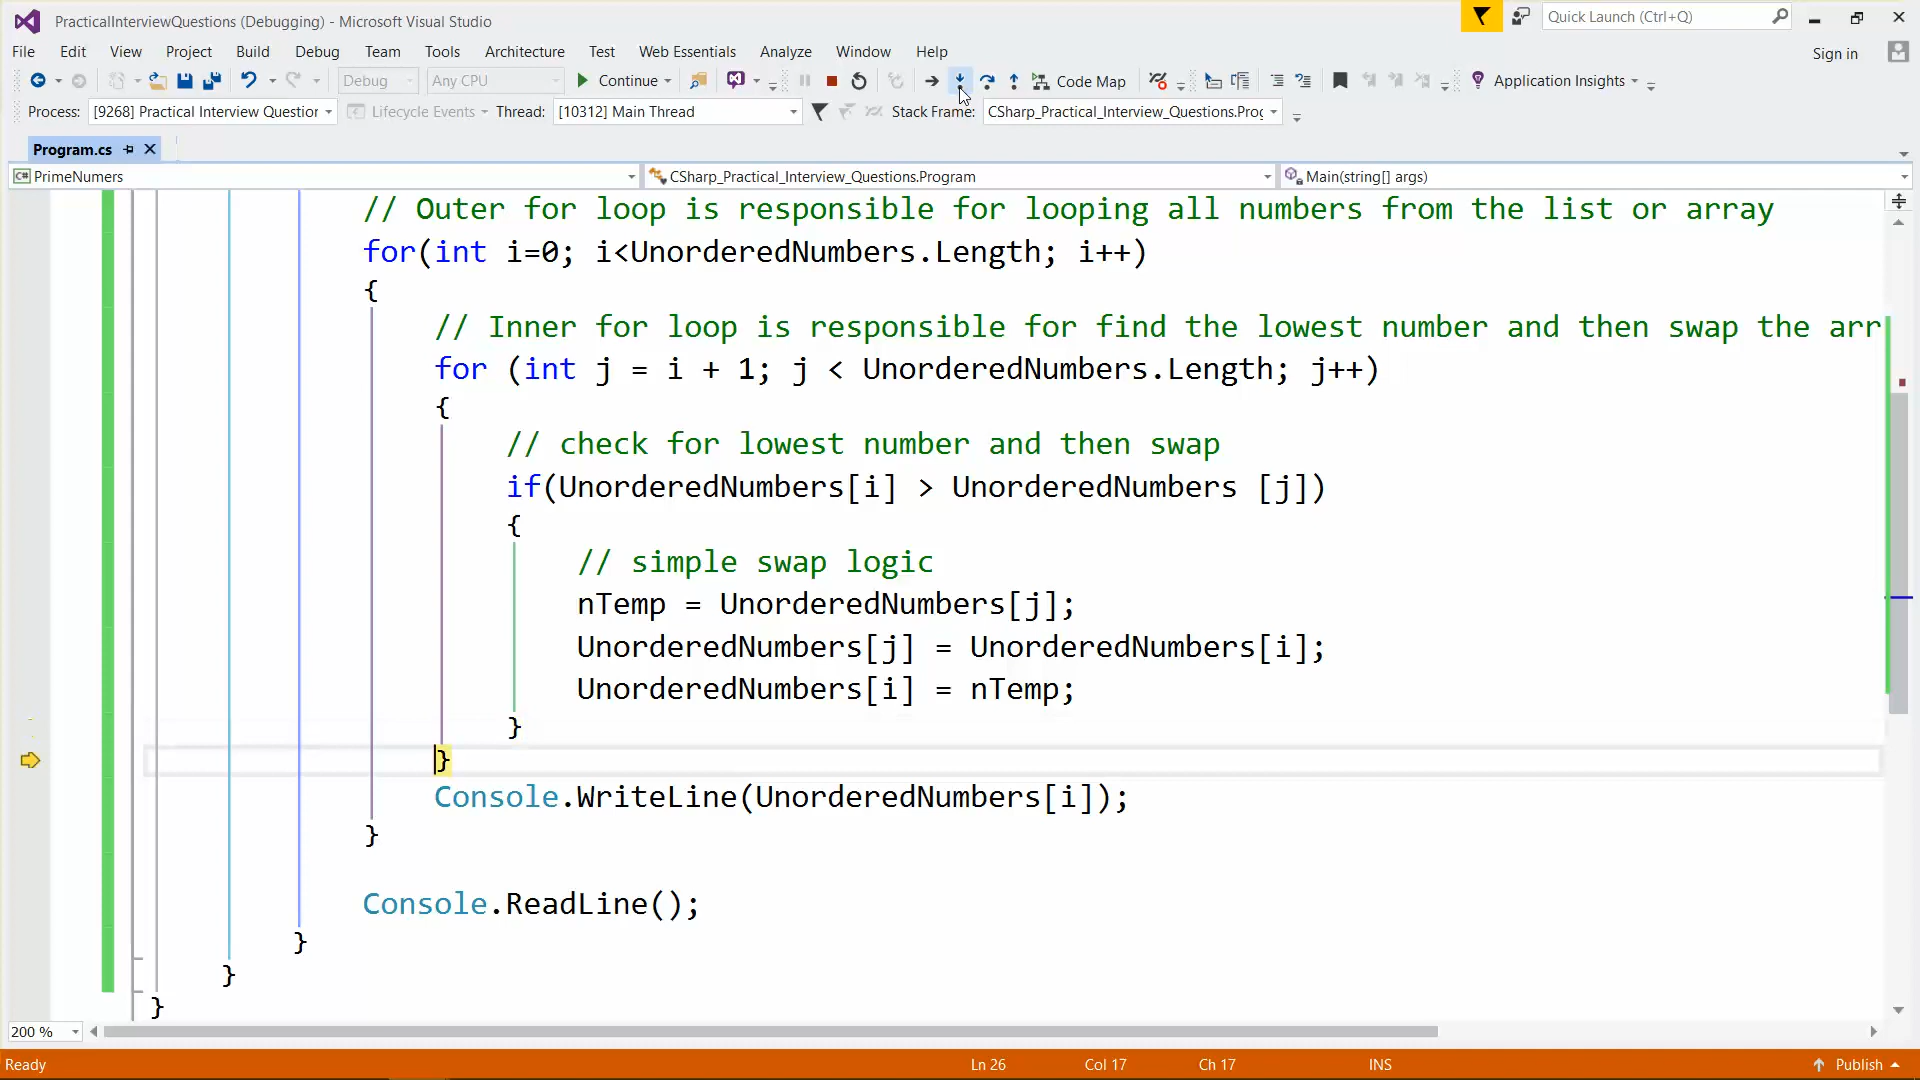 PracticalInterviewQuestions (Debugging) - Microsoft Visual Studio
Quick Launch (Ctrl+Q)
File Edit View Project Build Debug Team Tools Architecture Test Web Essentials Analyze Window Help
Sign in
Debug Any CPU Continue Code Map Application Insights
Process: [9268] Practical Interview Question Lifecycle Events Thread: [10312] Main Thread Stack Frame: CSharp_Practical_Interview_Questions.Prog
Program.cs
C# PrimeNumers CSharp_Practical_Interview_Questions.Program Main(string[] args)
// Outer for loop is responsible for looping all numbers from the list or array
for(int i=0; i<UnorderedNumbers.Length; i++)
{
// Inner for loop is responsible for find the lowest number and then swap the arr
for (int j = i + 1; j < UnorderedNumbers.Length; j++)
{
// check for lowest number and then swap
if(UnorderedNumbers[i] > UnorderedNumbers [j])
{
// simple swap logic
nTemp = UnorderedNumbers[j];
UnorderedNumbers[j] = UnorderedNumbers[i];
UnorderedNumbers[i] = nTemp;
}
}
Console.WriteLine(UnorderedNumbers[i]);
}
Console.ReadLine();
}
}
}
200 %
Ready Ln 26 Col 17 Ch 17 INS Publish